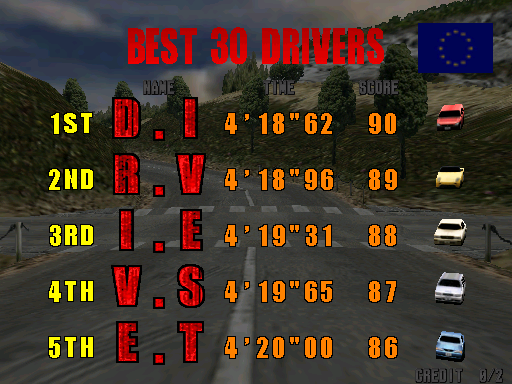 BEST 30 DRIVERS
NAME TIME SCORE
1ST D.I 4'18"62 90
2ND R.V 4'18"96 89
3RD I.E 4'19"31 88
4TH V.S 4'19"65 87
5TH E.T 4'20"00 86
CREDIT 0/2